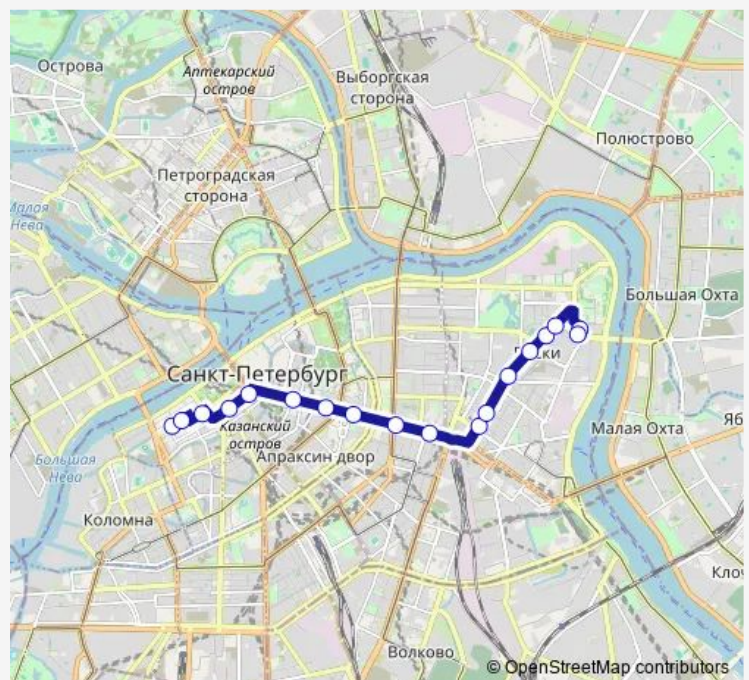 Острова
Аптекарский
остров
Выборгская
сторона
Полюстрово
Петроградская
сторона
Малая
Нева
Большая Охта
Санкт-Петербург
Казанский
остров
Апраксин двор
Малая Охта
Большая
Нева
Коломна
Волково
© OpenStreetMap contributors